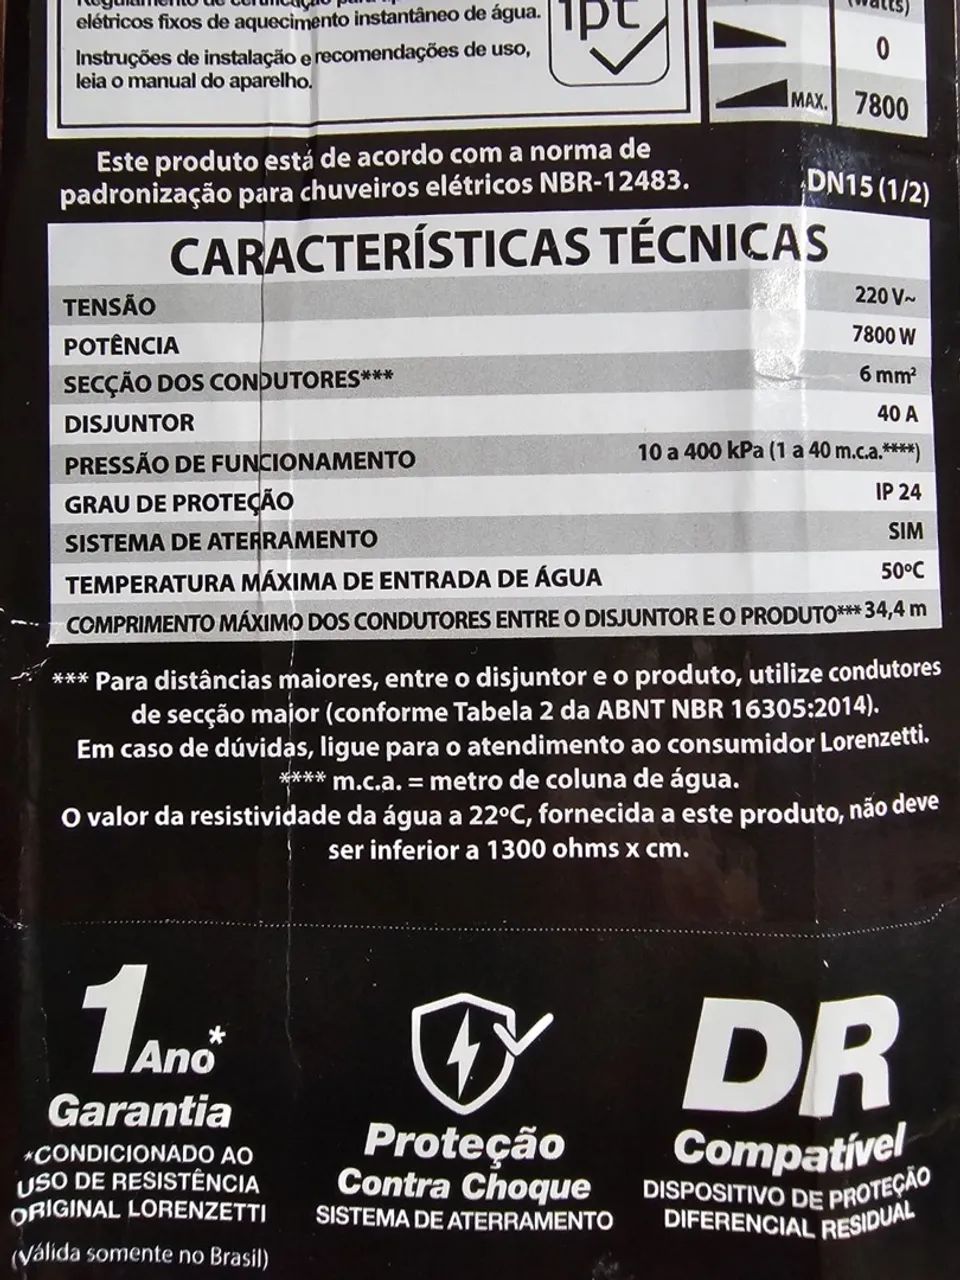 elétricos fixos de aquecimento instantâneo de água.
Instruções de instalação e recomendações de uso,
leia o manual do aparelho.
ipt
(Watts)
0
MAX. 7800
Este produto está de acordo com a norma de
padronização para chuveiros elétricos NBR-12483.
DN15 (1/2)
CARACTERÍSTICAS TÉCNICAS
TENSÃO 220 V~
POTÊNCIA 7800 W
SECÇÃO DOS CONDUTORES*** 6 mm²
DISJUNTOR 40 A
PRESSÃO DE FUNCIONAMENTO 10 a 400 kPa (1 a 40 m.c.a.****)
GRAU DE PROTEÇÃO IP 24
SISTEMA DE ATERRAMENTO SIM
TEMPERATURA MÁXIMA DE ENTRADA DE ÁGUA 50ºC
COMPRIMENTO MÁXIMO DOS CONDUTORES ENTRE O DISJUNTOR E O PRODUTO*** 34,4 m
*** Para distâncias maiores, entre o disjuntor e o produto, utilize condutores
de secção maior (conforme Tabela 2 da ABNT NBR 16305:2014).
Em caso de dúvidas, ligue para o atendimento ao consumidor Lorenzetti.
**** m.c.a. = metro de coluna de água.
O valor da resistividade da água a 22ºC, fornecida a este produto, não deve
ser inferior a 1300 ohms x cm.
1 Ano*
Garantia
*CONDICIONADO AO
USO DE RESISTÊNCIA
ORIGINAL LORENZETTI
(Válida somente no Brasil)
Proteção
Contra Choque
SISTEMA DE ATERRAMENTO
DR
Compatível
DISPOSITIVO DE PROTEÇÃO
DIFERENCIAL RESIDUAL